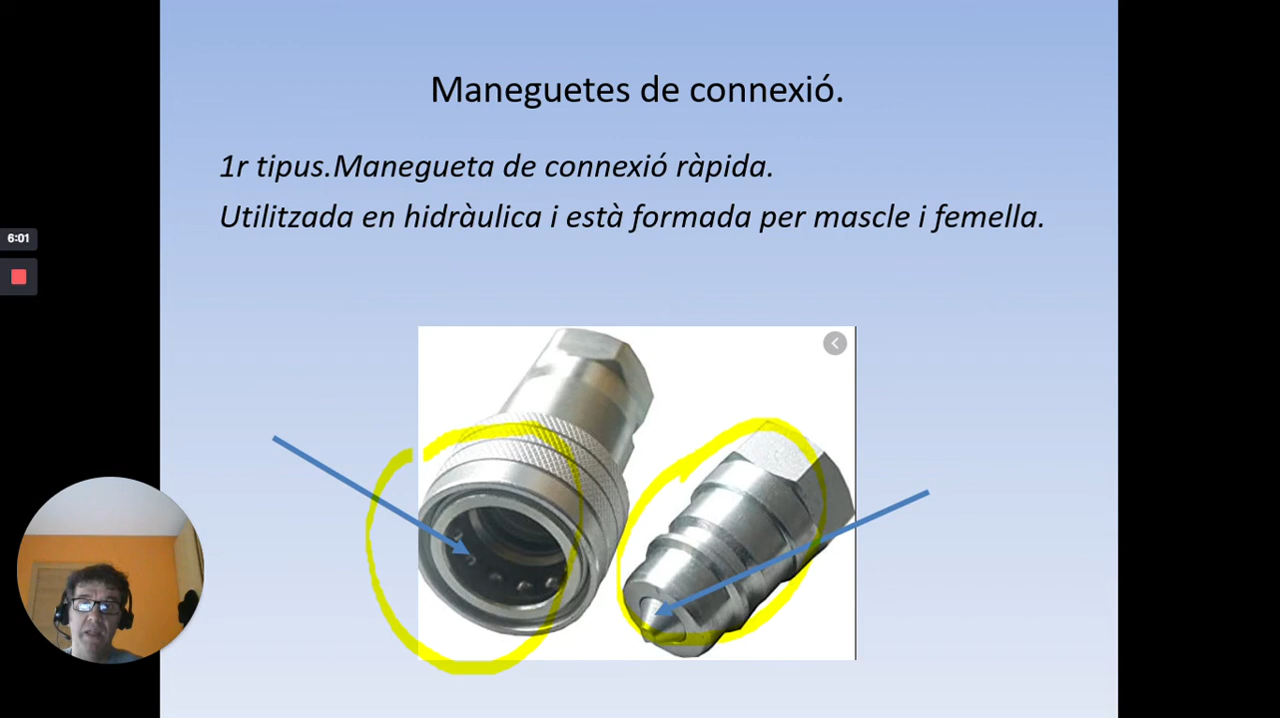 Maneguetes de connexió.
1r tipus.Manegueta de connexió ràpida.
Utilitzada en hidràulica i està formada per mascle i femella.
6:01